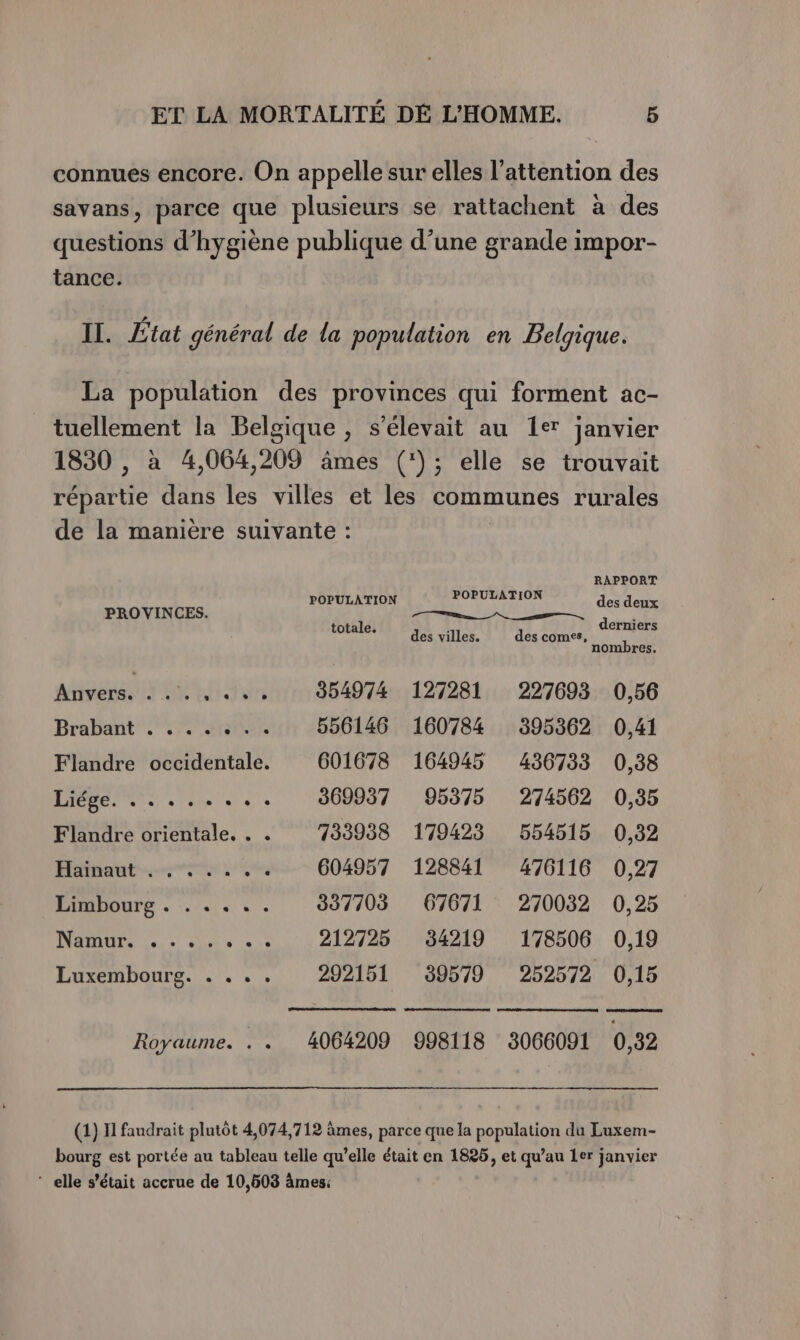 ET LA MORTALITÉ DE L'HOMME. 5
connues encore. On appelle sur elles l'attention des
savans, parce que plusieurs se rattachent à des
questions d'hygiène publique d'une grande impor-
tance.
II. État général de la population en Belgique.
La population des provinces qui forment ac-
tuellement la Belgique, s'élevait au 1er janvier
1830, à 4,064,209 âmes (1); elle se trouvait
répartie dans les villes et les communes rurales
de la manière suivante :
PROVINCES. POPULATION totale. POPULATION des villes. des comes, RAPPORT des deux derniers nombres.
Anvers. . . . . . . . 354974 127281 227693 0,56
Brabant . . . . . . . 556146 160784 395362 0,41
Flandre occidentale. 601678 164945 436733 0,38
Liége. . . . . . . . . 369937 95375 274562 0,35
Flandre orientale. . . 733938 179423 554515 0,32
Hainaut . . . . . . . 604957 128841 476116 0,27
Limbourg . . . . . . 337703 67671 270032 0,25
Namur. . . . . . . . 212725 34219 178506 0,19
Luxembourg. . . . . 292151 39579 252572 0,15
Royaume. . . 4064209 998118 3066091 0,32
(1) Il faudrait plutôt 4,074,712 âmes, parce que la population du Luxem-
bourg est portée au tableau telle qu'elle était en 1825, et qu'au 1er janvier
elle s'était accrue de 10,503 âmes.